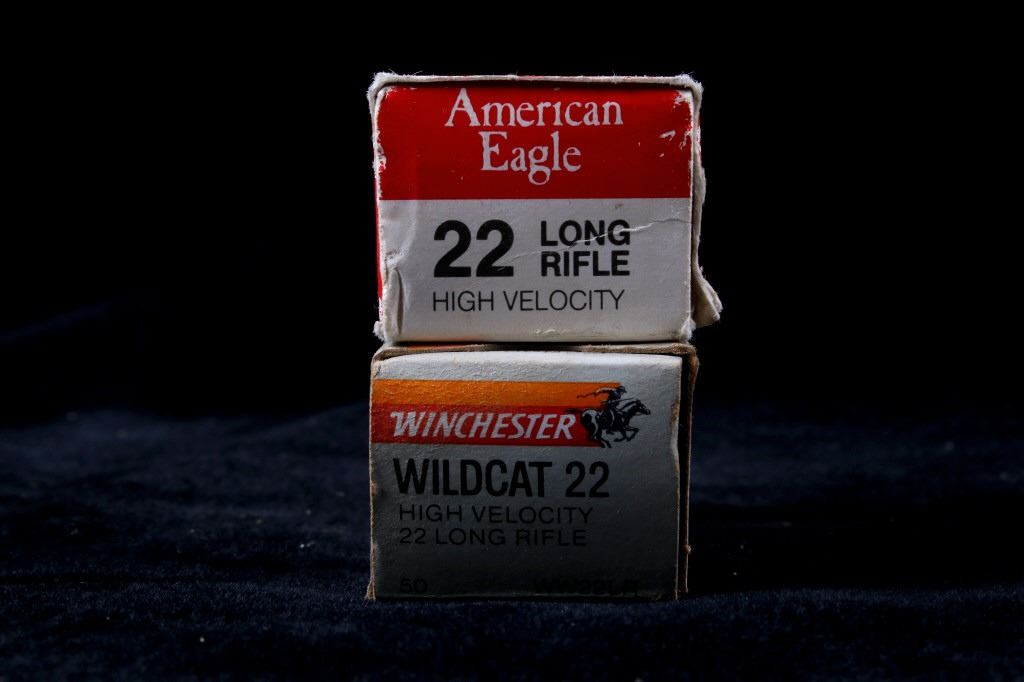 American
Eagle
22 LONG
RIFLE
HIGH VELOCITY
WINCHESTER
WILDCAT 22
HIGH VELOCITY
22 LONG RIFLE
50